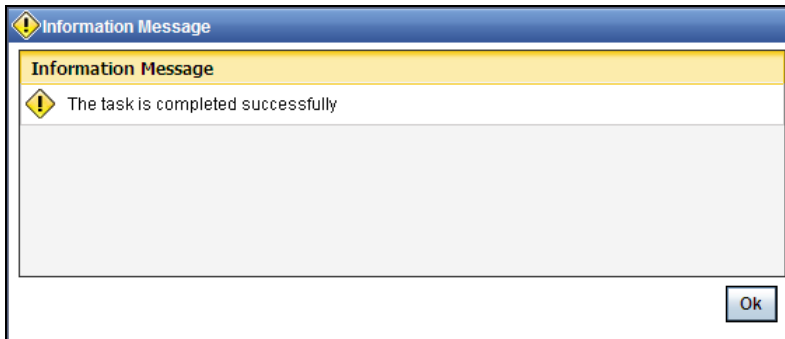 Information Message
Information Message
The task is completed successfully
Ok